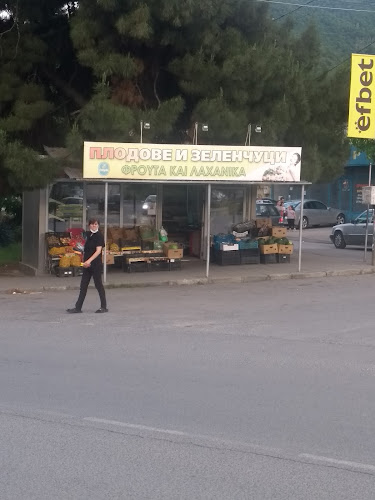 ПЛОДОВЕ И ЗЕЛЕНЧУЦИ
ΦΡΟΥΤΑ ΚΑΙ ΛΑΧΑΝΙΚΑ
efbet